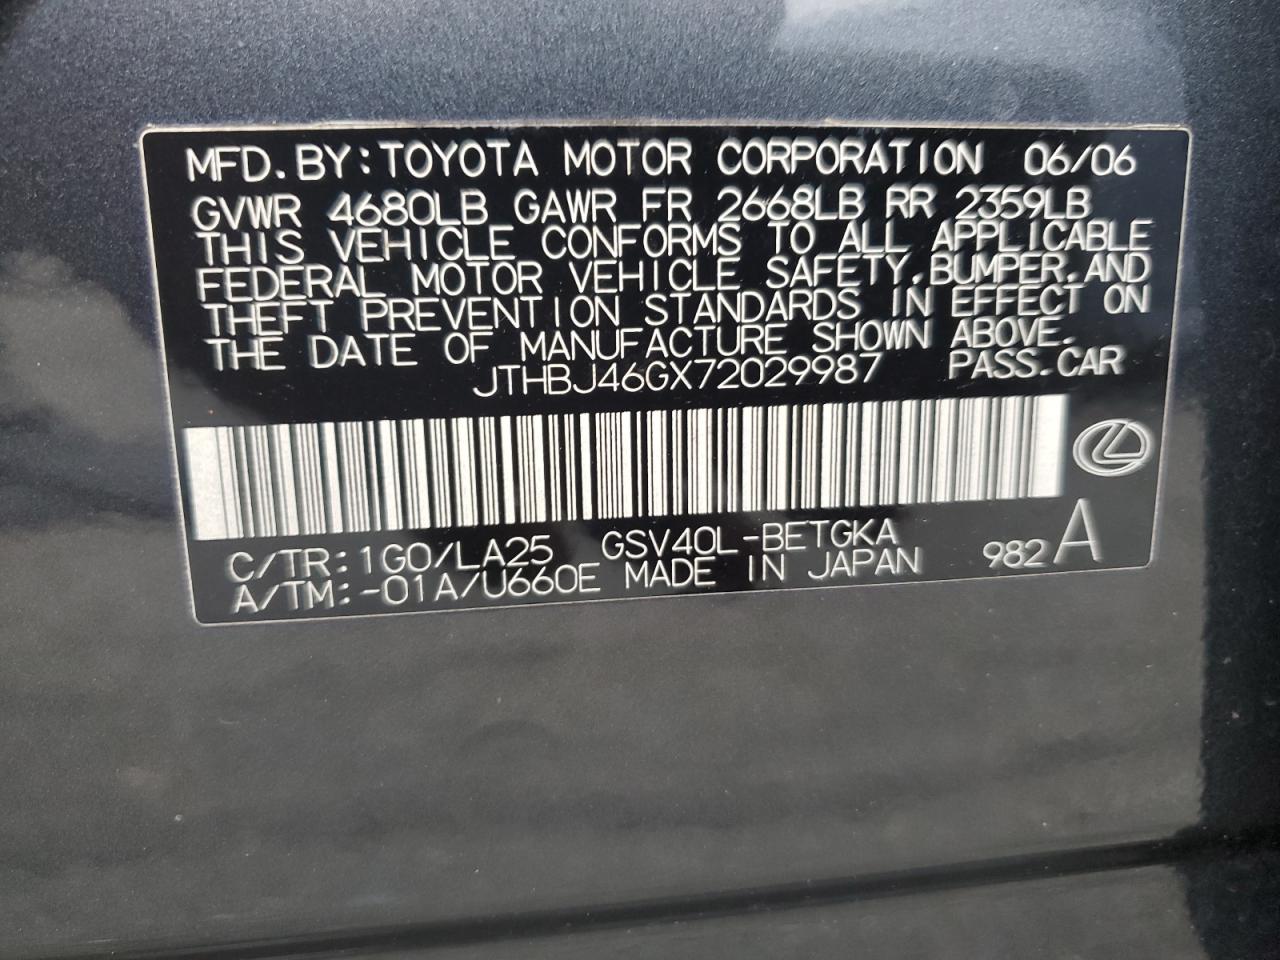 MFD. BY: TOYOTA MOTOR CORPORATION 06/06
GVWR 4680LB GAWR FR 2668LB RR 2359LB
THIS VEHICLE CONFORMS TO ALL APPLICABLE
FEDERAL MOTOR VEHICLE SAFETY, BUMPER, AND
THEFT PREVENTION STANDARDS IN EFFECT ON
THE DATE OF MANUFACTURE SHOWN ABOVE.
JTHBJ46GX72029987 PASS. CAR
C/TR: 1G0/LA25 GSV40L-BETGKA 982 A
A/TM: -01A/U660E MADE IN JAPAN